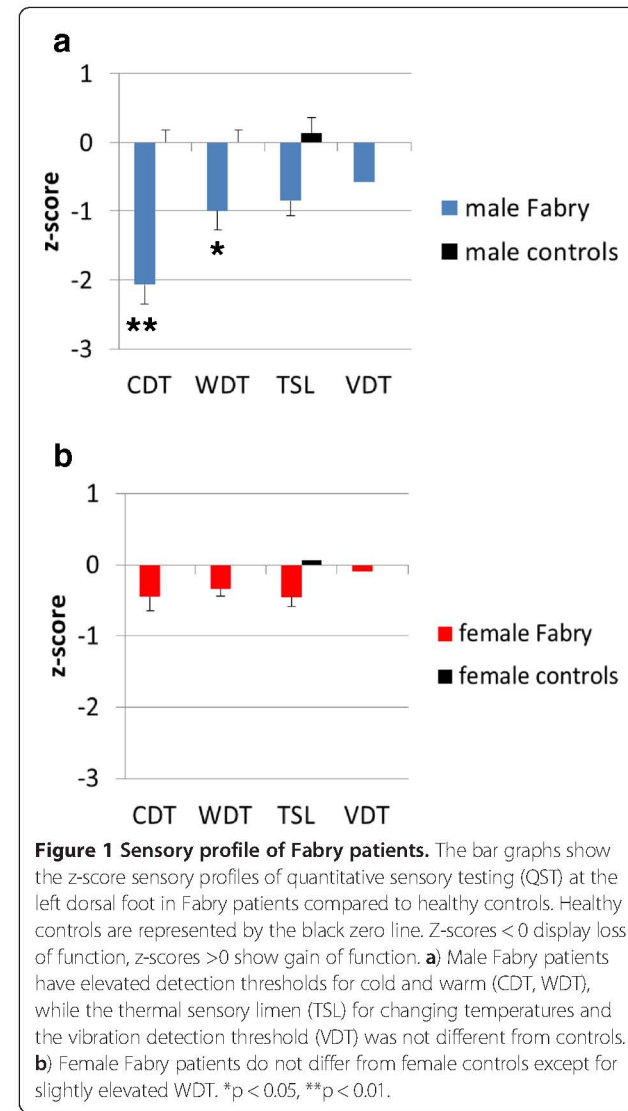 a
1
0
-1
-2
-3
z-score
**
*
CDT WDT TSL VDT
male Fabry
male controls
b
1
0
-1
-2
-3
z-score
CDT WDT TSL VDT
female Fabry
female controls
Figure 1 Sensory profile of Fabry patients. The bar graphs show
the z-score sensory profiles of quantitative sensory testing (QST) at the
left dorsal foot in Fabry patients compared to healthy controls. Healthy
controls are represented by the black zero line. Z-scores < 0 display loss
of function, z-scores >0 show gain of function. a) Male Fabry patients
have elevated detection thresholds for cold and warm (CDT, WDT),
while the thermal sensory limen (TSL) for changing temperatures and
the vibration detection threshold (VDT) was not different from controls.
b) Female Fabry patients do not differ from female controls except for
slightly elevated WDT. *p < 0.05, **p < 0.01.